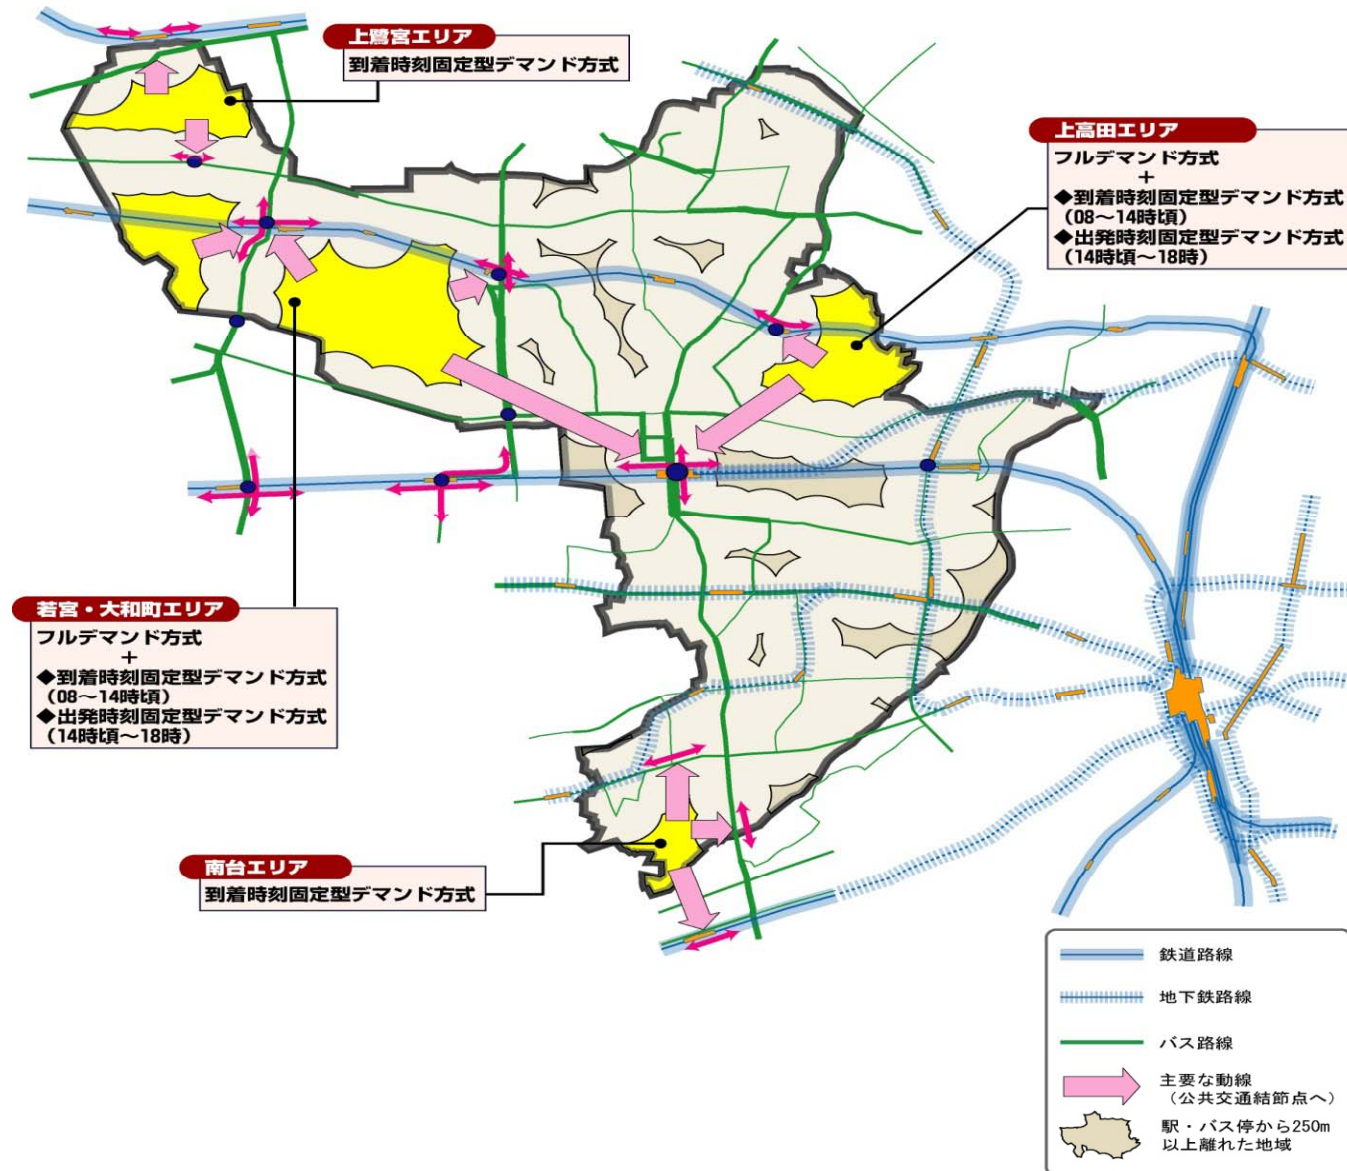 上鷺宮エリア
到着時刻固定型デマンド方式
上高田エリア
フルデマンド方式
＋
◆到着時刻固定型デマンド方式
（08～14時頃）
◆出発時刻固定型デマンド方式
（14時頃～18時）
若宮・大和町エリア
フルデマンド方式
＋
◆到着時刻固定型デマンド方式
（08～14時頃）
◆出発時刻固定型デマンド方式
（14時頃～18時）
南台エリア
到着時刻固定型デマンド方式
鉄道路線
地下鉄路線
バス路線
主要な動線
（公共交通結節点へ）
駅・バス停から250m
以上離れた地域